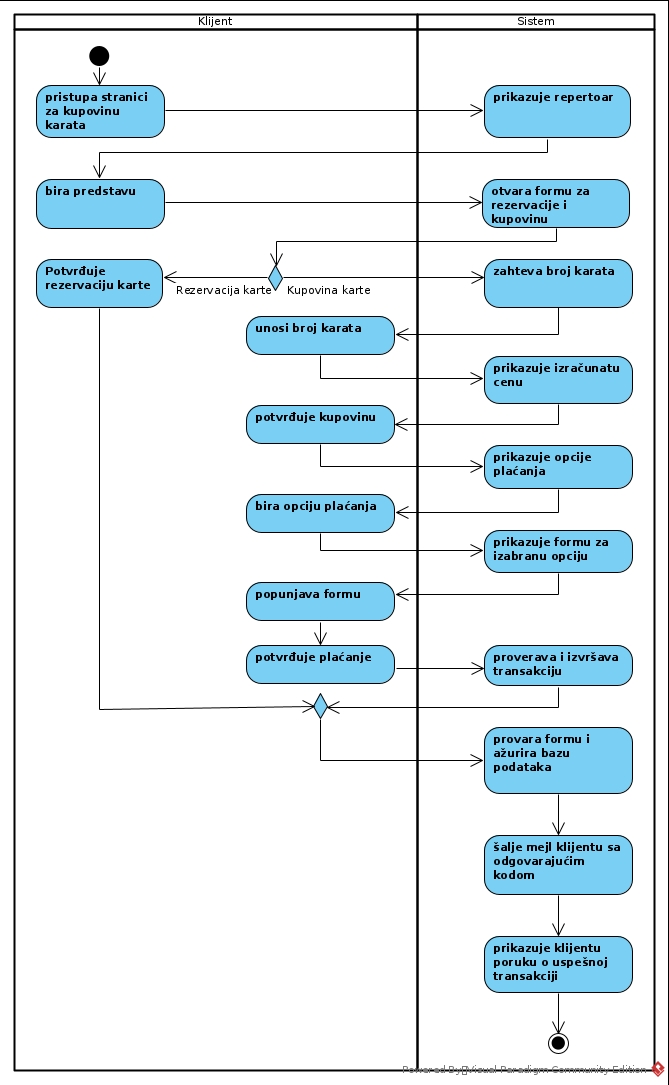 Klijent
Sistem
pristupa stranici
za kupovinu
karata
prikazuje repertoar
bira predstavu
otvara formu za
rezervacije i
kupovinu
Potvrđuje
rezervaciju karte
Rezervacija karte
Kupovina karte
zahteva broj karata
unosi broj karata
prikazuje izračunatu
cenu
potvrđuje kupovinu
prikazuje opcije
plaćanja
bira opciju plaćanja
prikazuje formu za
izabranu opciju
popunjava formu
potvrđuje plaćanje
proverava i izvršava
transakciju
provara formu i
ažurira bazu
podataka
šalje mejl klijentu sa
odgovarajućim
kodom
prikazuje klijentu
poruku o uspešnoj
transakciji
Powered By Visual Paradigm Community Edition